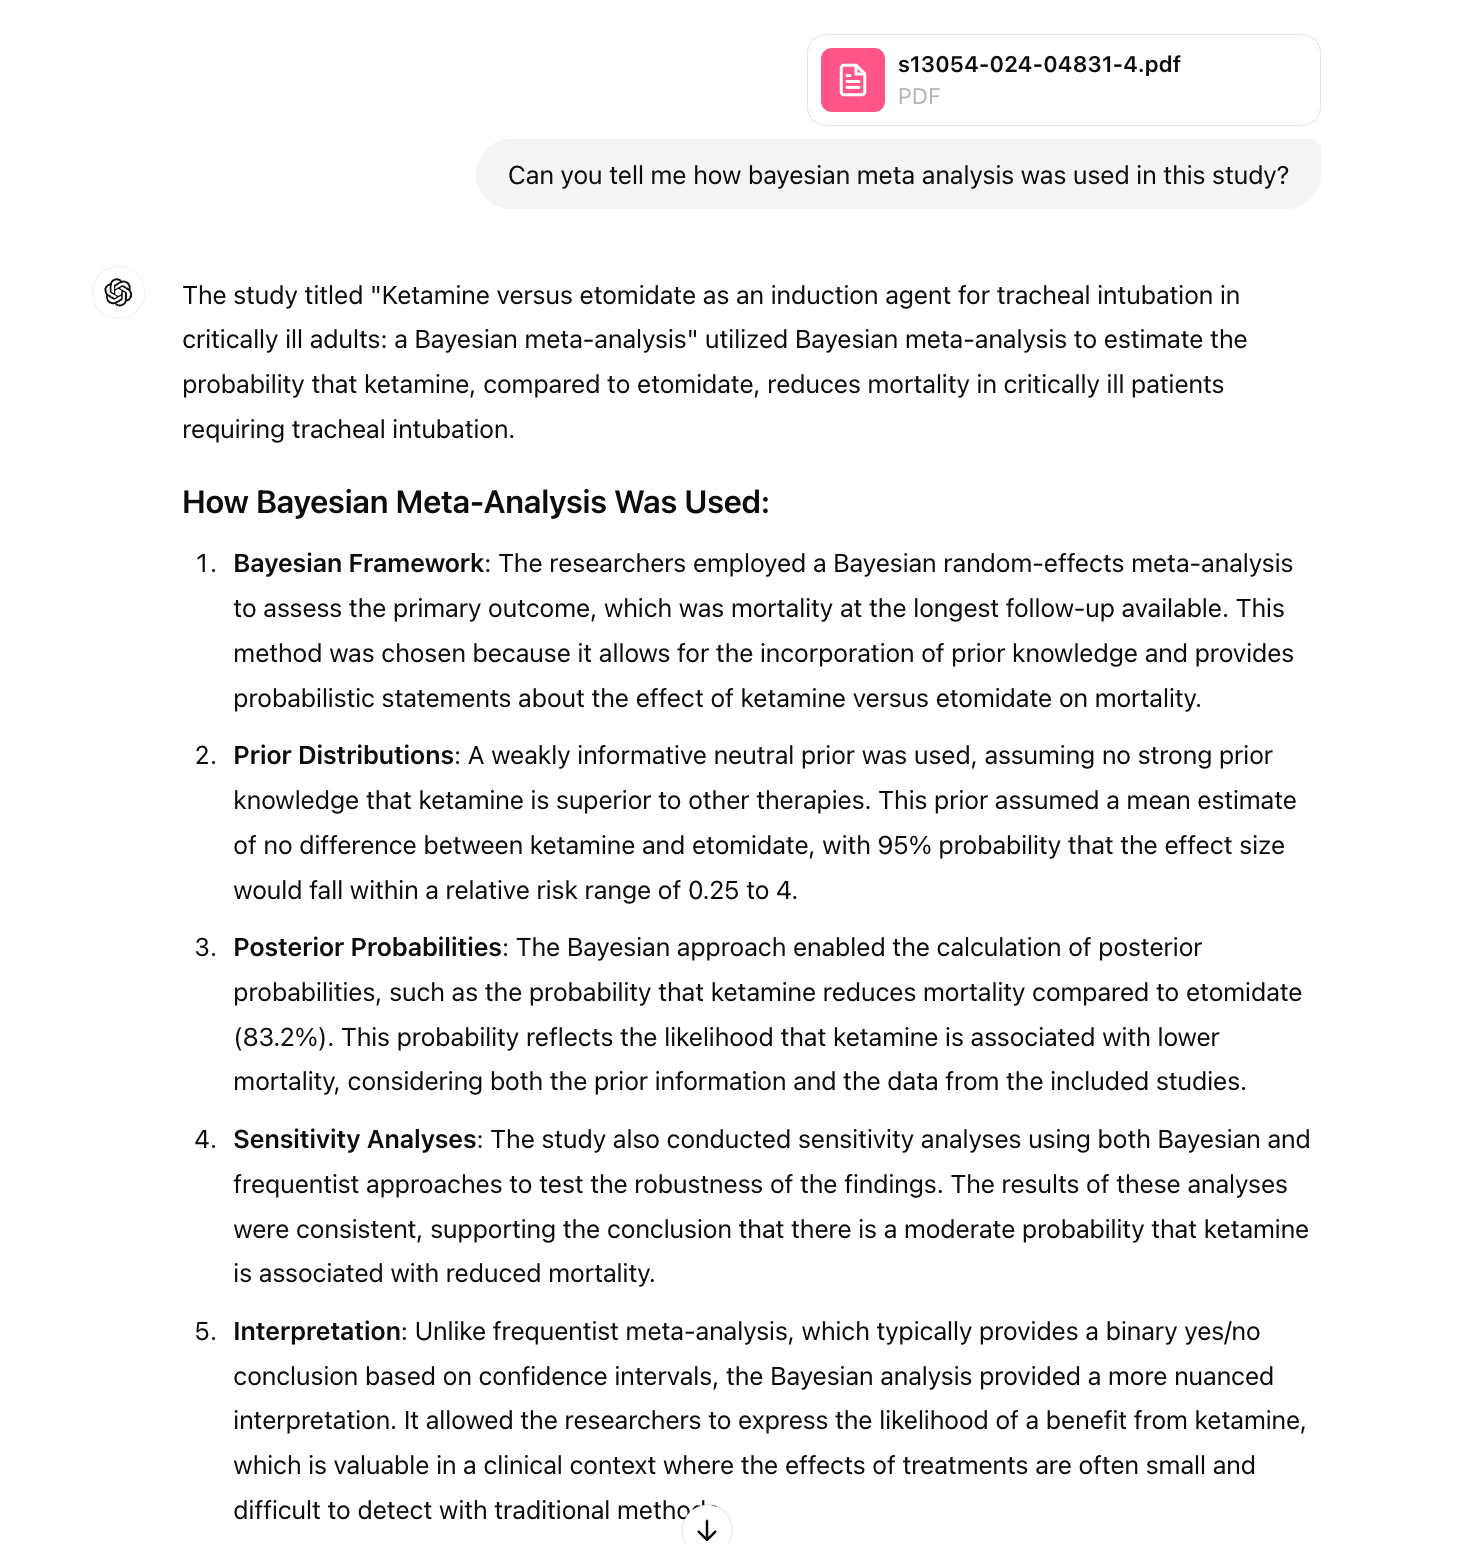 s13054-024-04831-4.pdf
PDF
Can you tell me how bayesian meta analysis was used in this study?
The study titled "Ketamine versus etomidate as an induction agent for tracheal intubation in
critically ill adults: a Bayesian meta-analysis" utilized Bayesian meta-analysis to estimate the
probability that ketamine, compared to etomidate, reduces mortality in critically ill patients
requiring tracheal intubation.
How Bayesian Meta-Analysis Was Used:
1. Bayesian Framework: The researchers employed a Bayesian random-effects meta-analysis
to assess the primary outcome, which was mortality at the longest follow-up available. This
method was chosen because it allows for the incorporation of prior knowledge and provides
probabilistic statements about the effect of ketamine versus etomidate on mortality.
2. Prior Distributions: A weakly informative neutral prior was used, assuming no strong prior
knowledge that ketamine is superior to other therapies. This prior assumed a mean estimate
of no difference between ketamine and etomidate, with 95% probability that the effect size
would fall within a relative risk range of 0.25 to 4.
3. Posterior Probabilities: The Bayesian approach enabled the calculation of posterior
probabilities, such as the probability that ketamine reduces mortality compared to etomidate
(83.2%). This probability reflects the likelihood that ketamine is associated with lower
mortality, considering both the prior information and the data from the included studies.
4. Sensitivity Analyses: The study also conducted sensitivity analyses using both Bayesian and
frequentist approaches to test the robustness of the findings. The results of these analyses
were consistent, supporting the conclusion that there is a moderate probability that ketamine
is associated with reduced mortality.
5. Interpretation: Unlike frequentist meta-analysis, which typically provides a binary yes/no
conclusion based on confidence intervals, the Bayesian analysis provided a more nuanced
interpretation. It allowed the researchers to express the likelihood of a benefit from ketamine,
which is valuable in a clinical context where the effects of treatments are often small and
difficult to detect with traditional